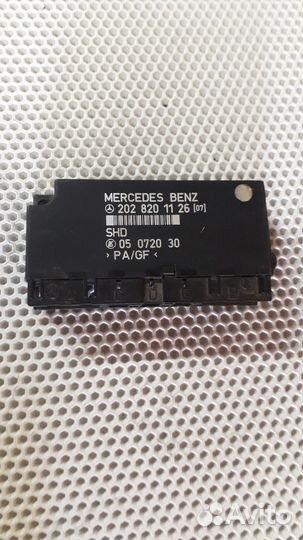 MERCEDES BENZ
202 820 11 26 [07]
SHD
05 0720 30
> PA/GF <
Avito